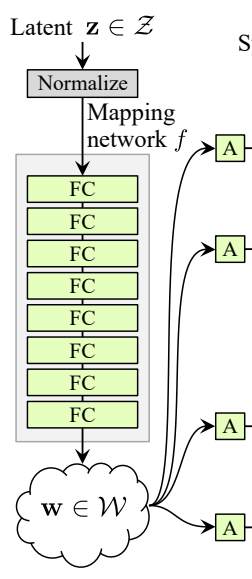 Latent z ∈ 𝒵
S
Normalize
Mapping
network f
A
FC
FC
FC
A
FC
FC
FC
FC
FC
A
w ∈ 𝒲
A